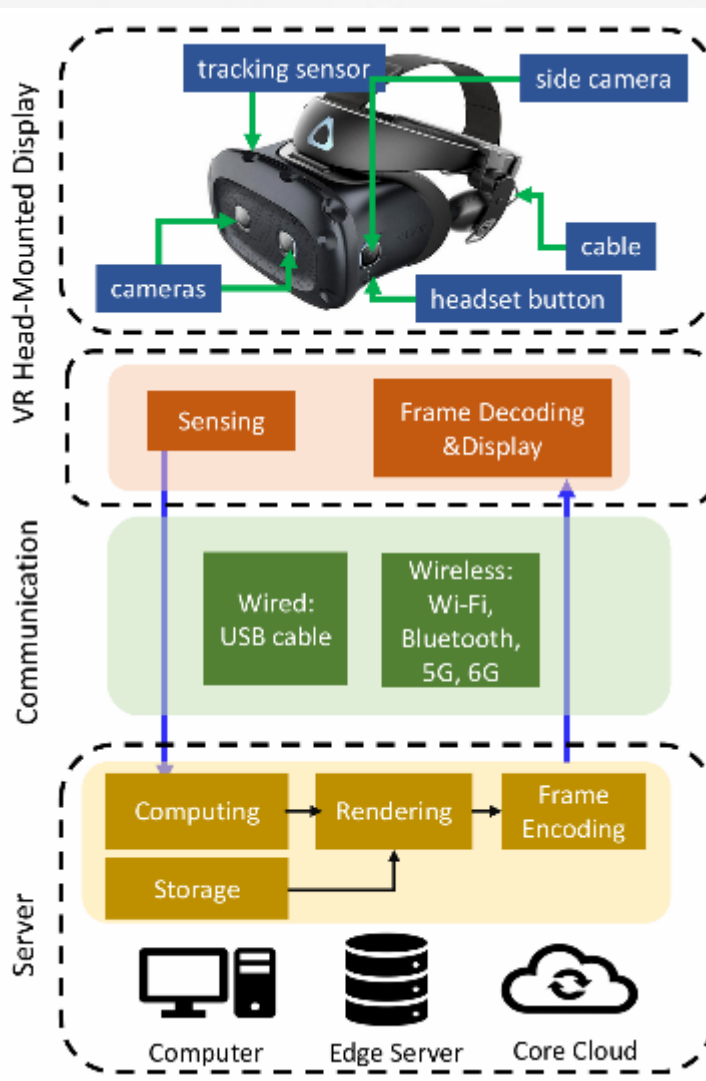 VR Head-Mounted Display
tracking sensor
side camera
cameras
cable
headset button
Sensing
Frame Decoding
&Display
Communication
Wired:
USB cable
Wireless:
Wi-Fi,
Bluetooth,
5G, 6G
Server
Computing
Rendering
Frame
Encoding
Storage
Computer
Edge Server
Core Cloud